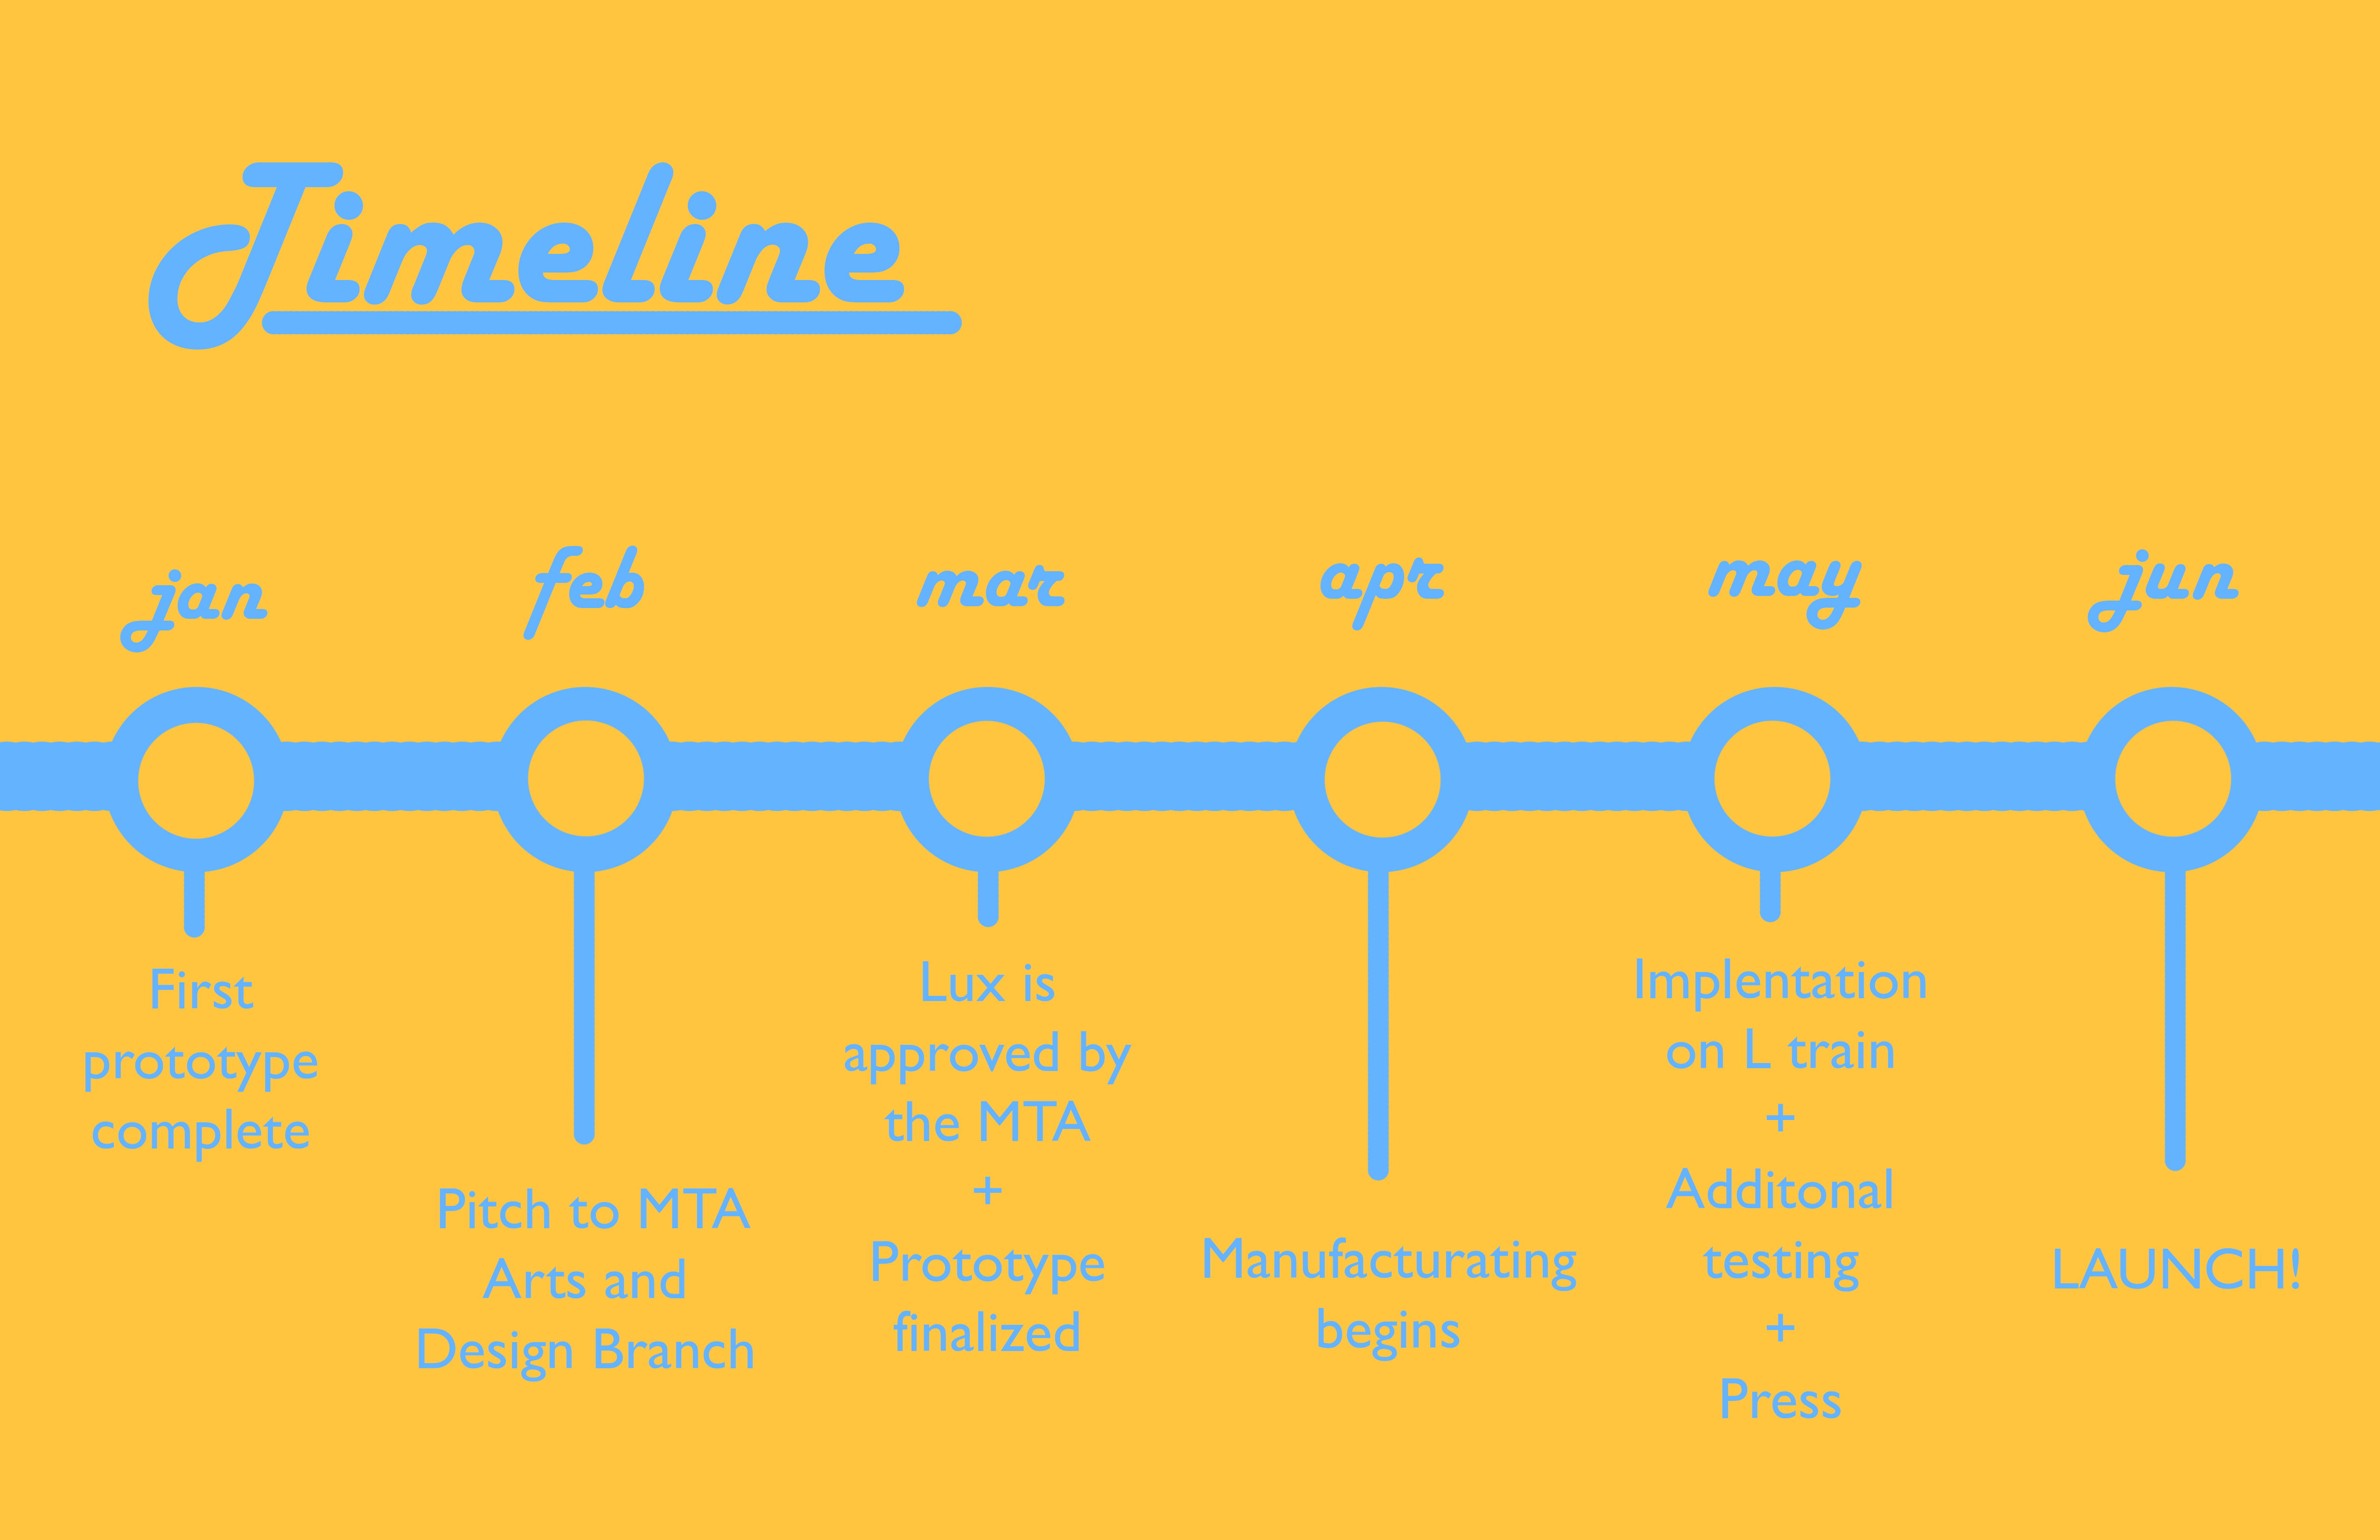 Timeline
jan
feb
mar
apr
may
jun
First
prototype
complete
Pitch to MTA
Arts and
Design Branch
Lux is
approved by
the MTA
+
Prototype
finalized
Manufacturating
begins
Implentation
on L train
+
Additonal
testing
+
Press
LAUNCH!